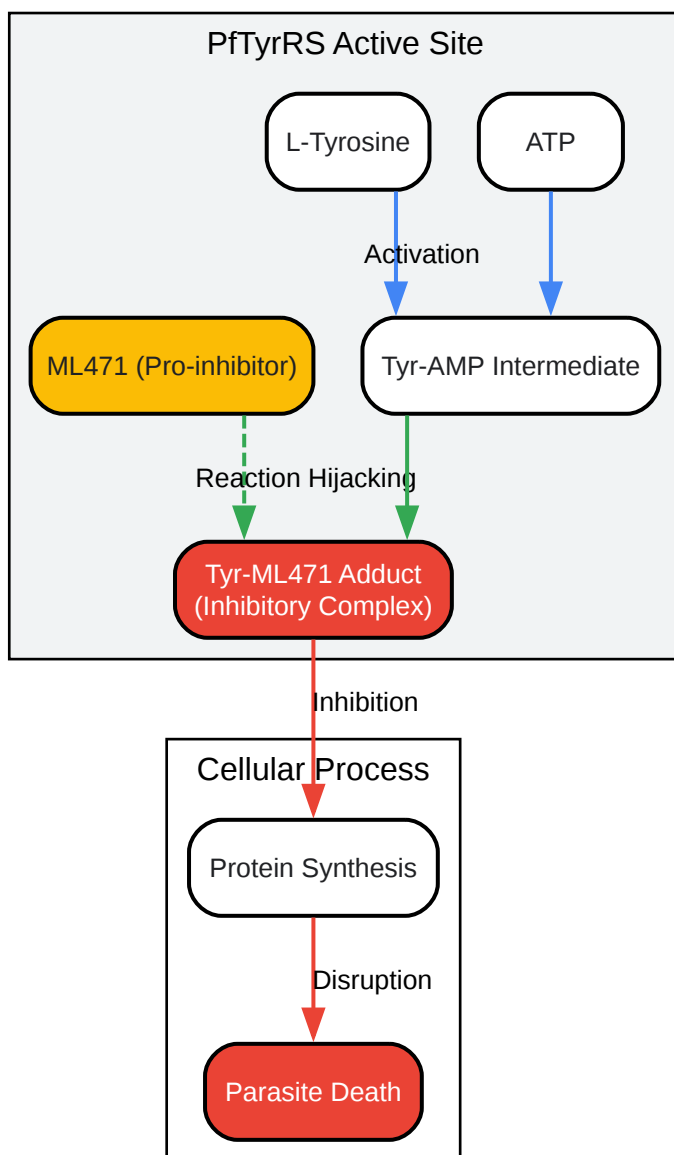 PfTyrRS Active Site
L-Tyrosine
ATP
Activation
ML471 (Pro-inhibitor)
Tyr-AMP Intermediate
Reaction Hijacking
Tyr-ML471 Adduct
(Inhibitory Complex)
Inhibition
Cellular Process
Protein Synthesis
Disruption
Parasite Death